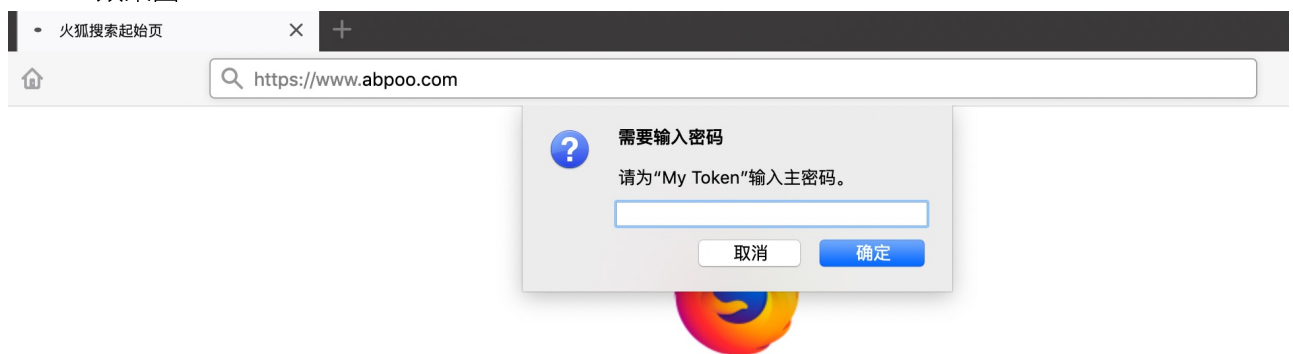 火狐搜索起始页
https://www.abpoo.com
需要输入密码
请为“My Token”输入主密码。
取消 确定